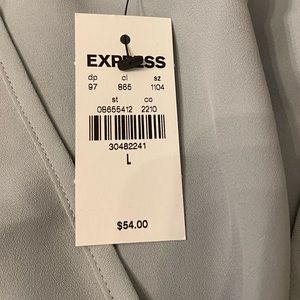 EXPRESS
dp cl sz
97 865 1104
st co
08655412 2210
30482241
L
$54.00